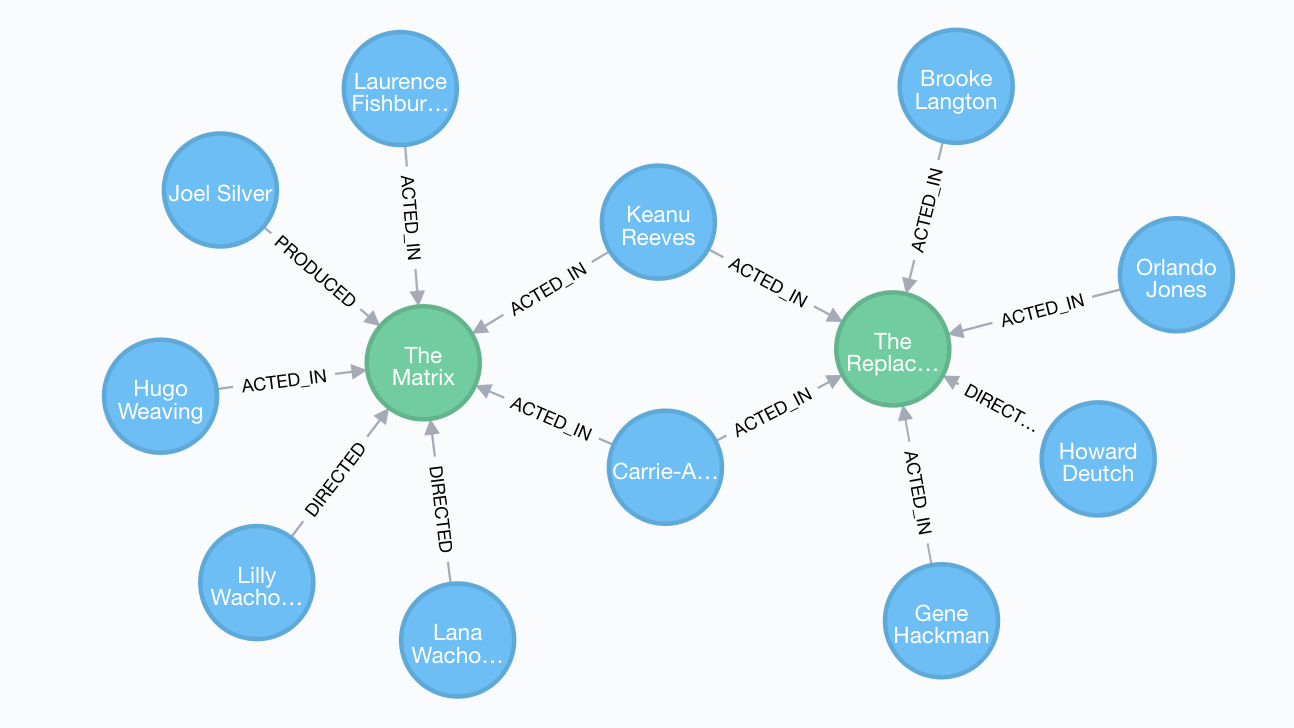 Laurence
Fishbur…
Brooke
Langton
Joel Silver
ACTED_IN
Keanu
Reeves
ACTED_IN
PRODUCED
ACTED_IN
ACTED_IN
Orlando
Jones
ACTED_IN
The
Matrix
The
Replac…
Hugo
Weaving
ACTED_IN
ACTED_IN
ACTED_IN
DIRECT…
Howard
Deutch
Carrie-A…
DIRECTED
DIRECTED
ACTED_IN
Lilly
Wacho…
Lana
Wacho…
Gene
Hackman